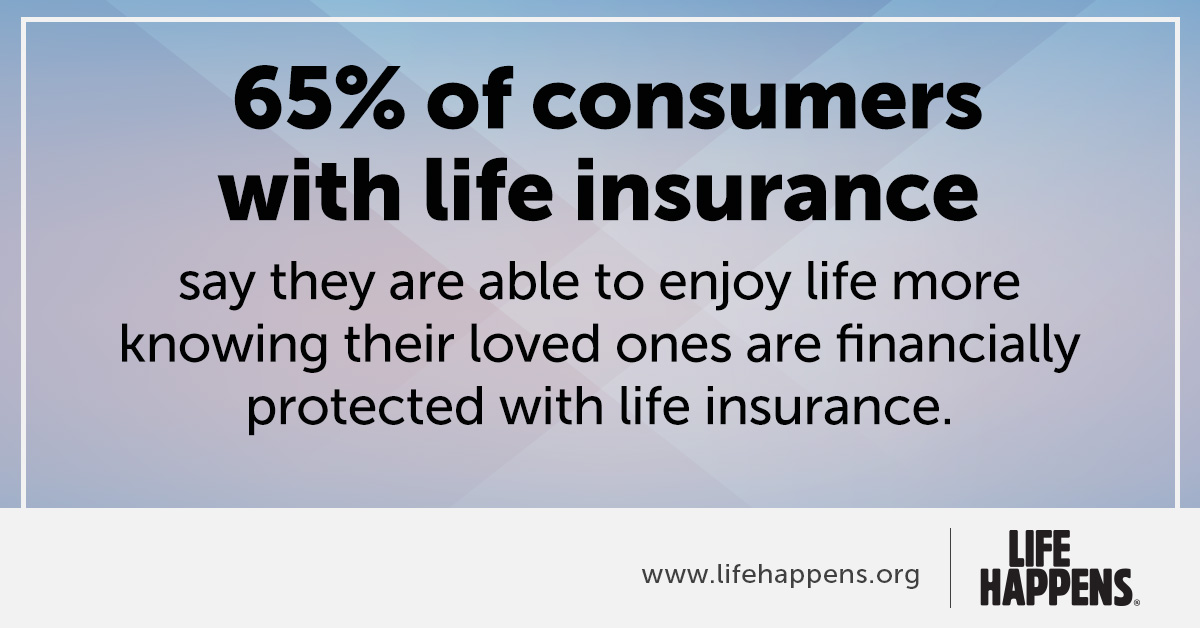 65% of consumers
with life insurance
say they are able to enjoy life more
knowing their loved ones are financially
protected with life insurance.
www.lifehappens.org
LIFE
HAPPENS.®